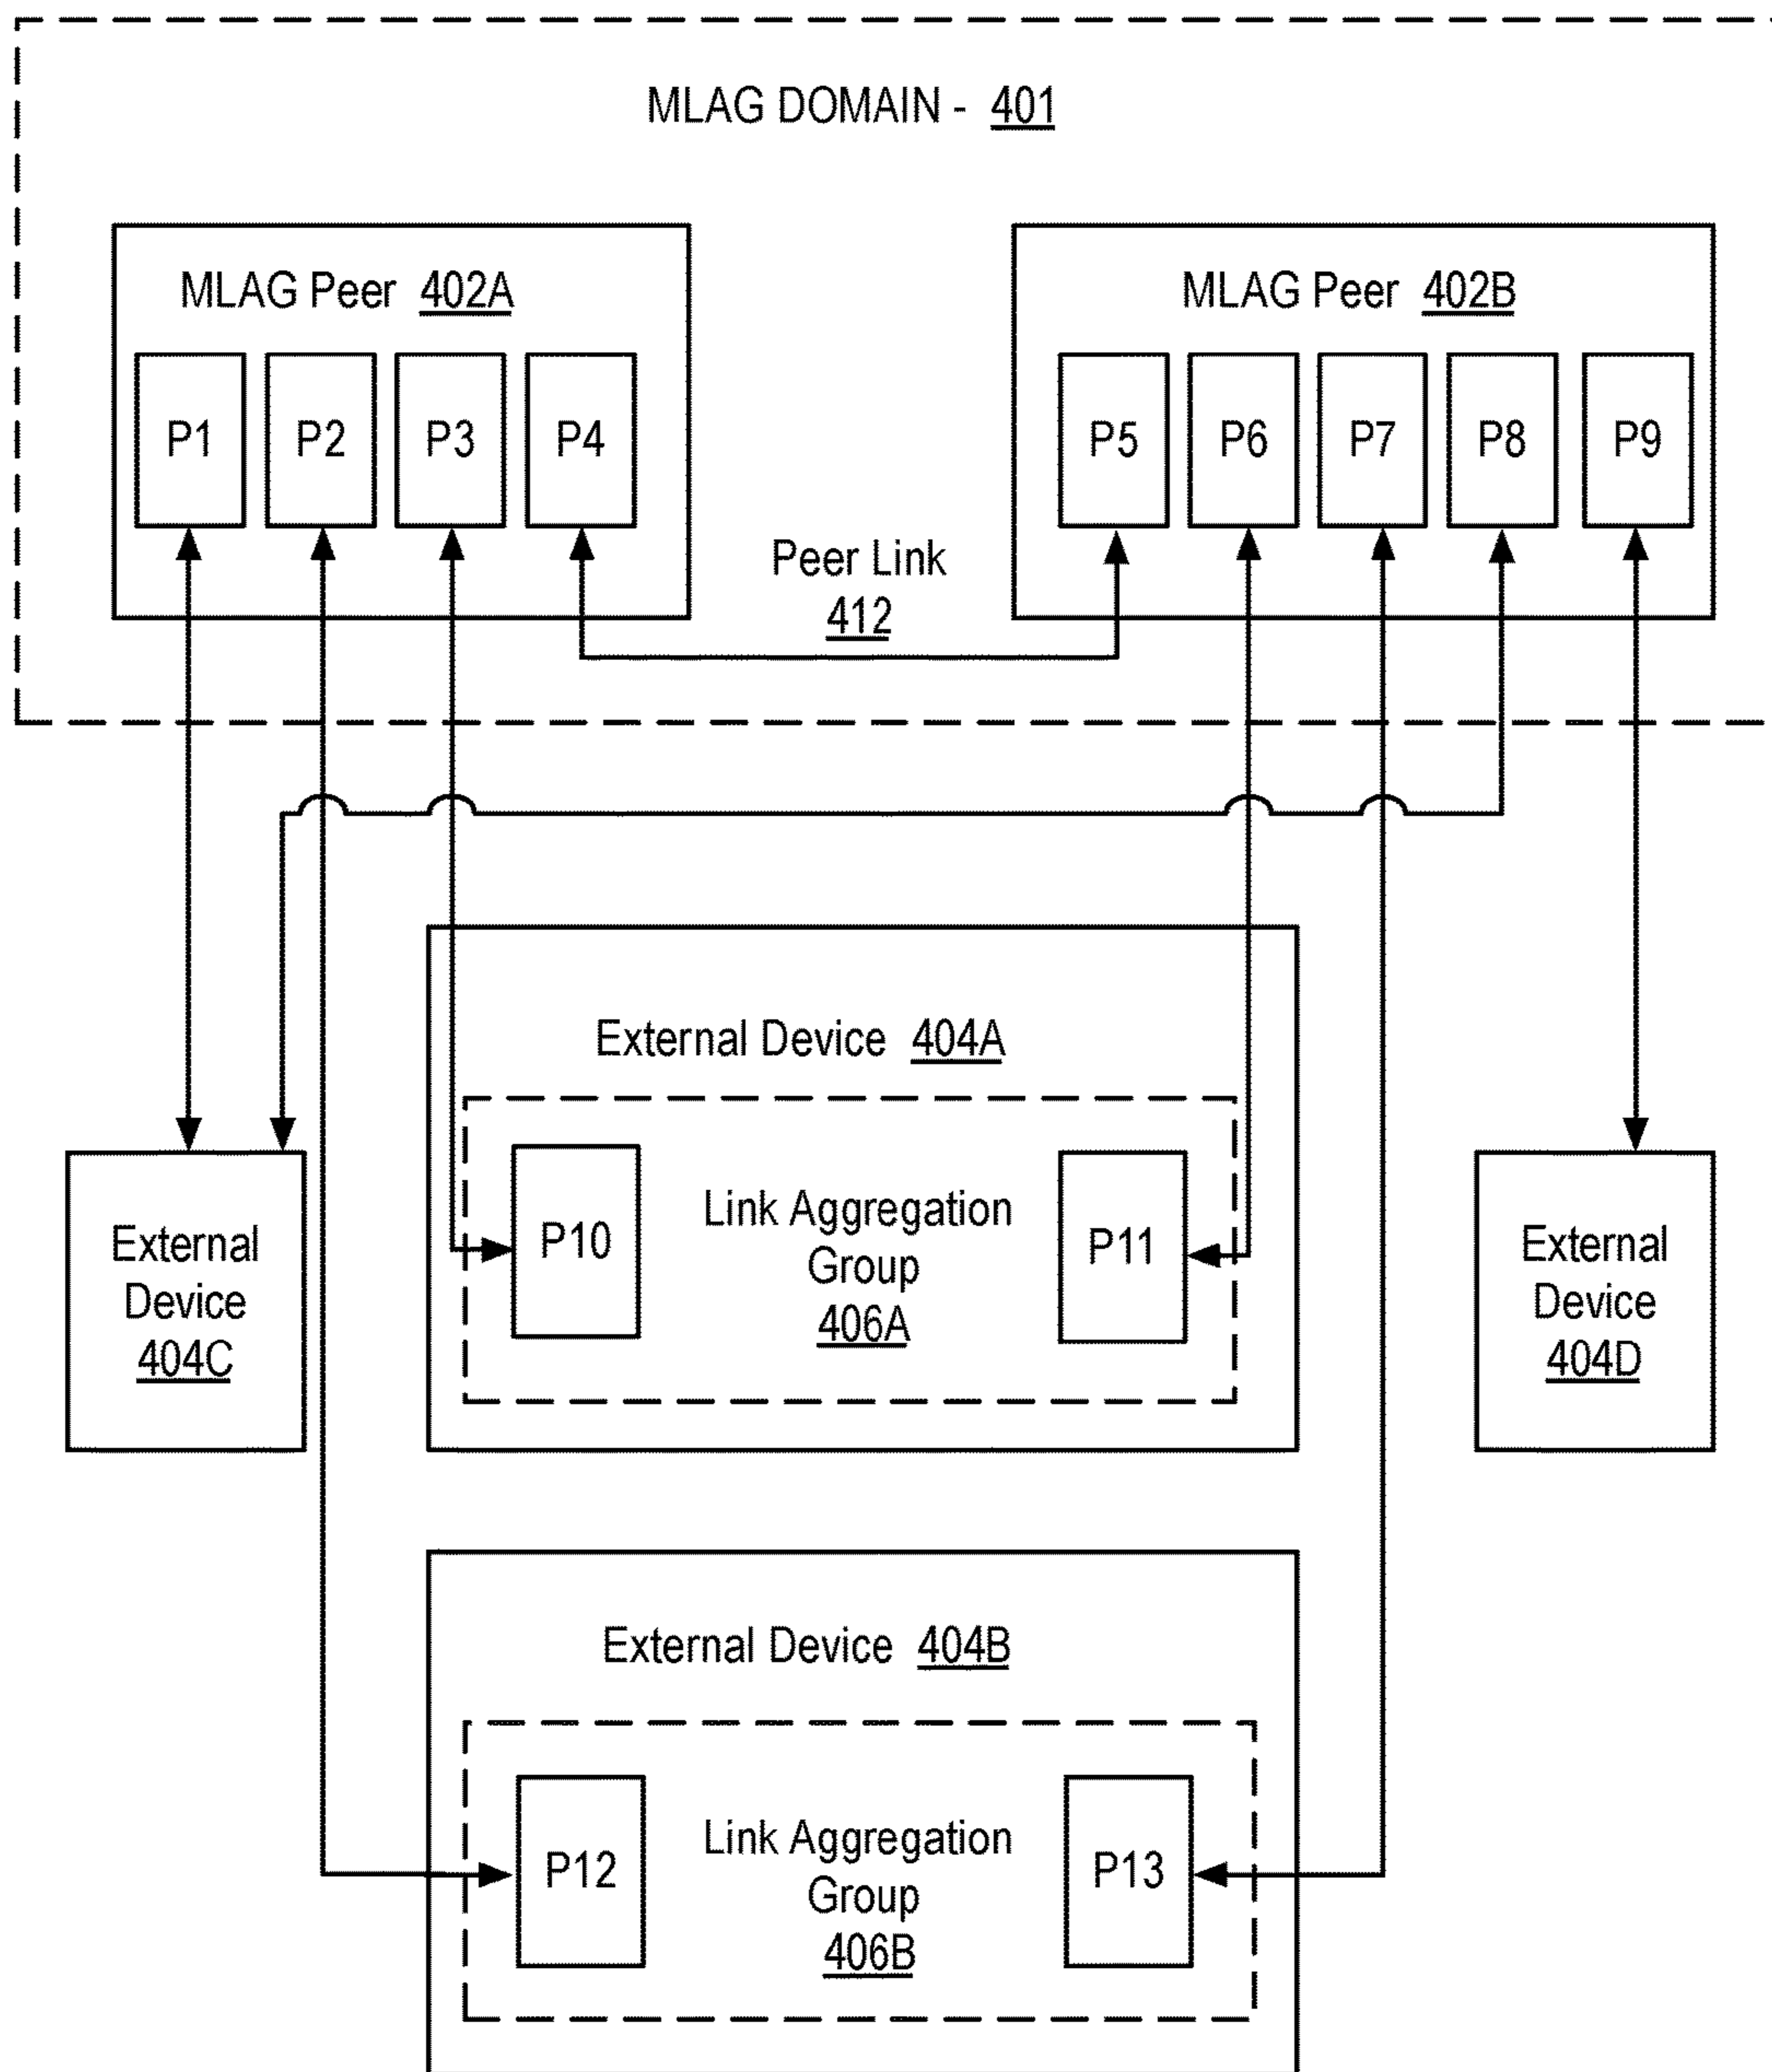 MLAG DOMAIN - 401
MLAG Peer 402A
P1 P2 P3 P4
MLAG Peer 402B
P5 P6 P7 P8 P9
Peer Link
412
External Device 404A
P10
Link Aggregation
Group
406A
P11
External
Device
404C
External
Device
404D
External Device 404B
P12
Link Aggregation
Group
406B
P13